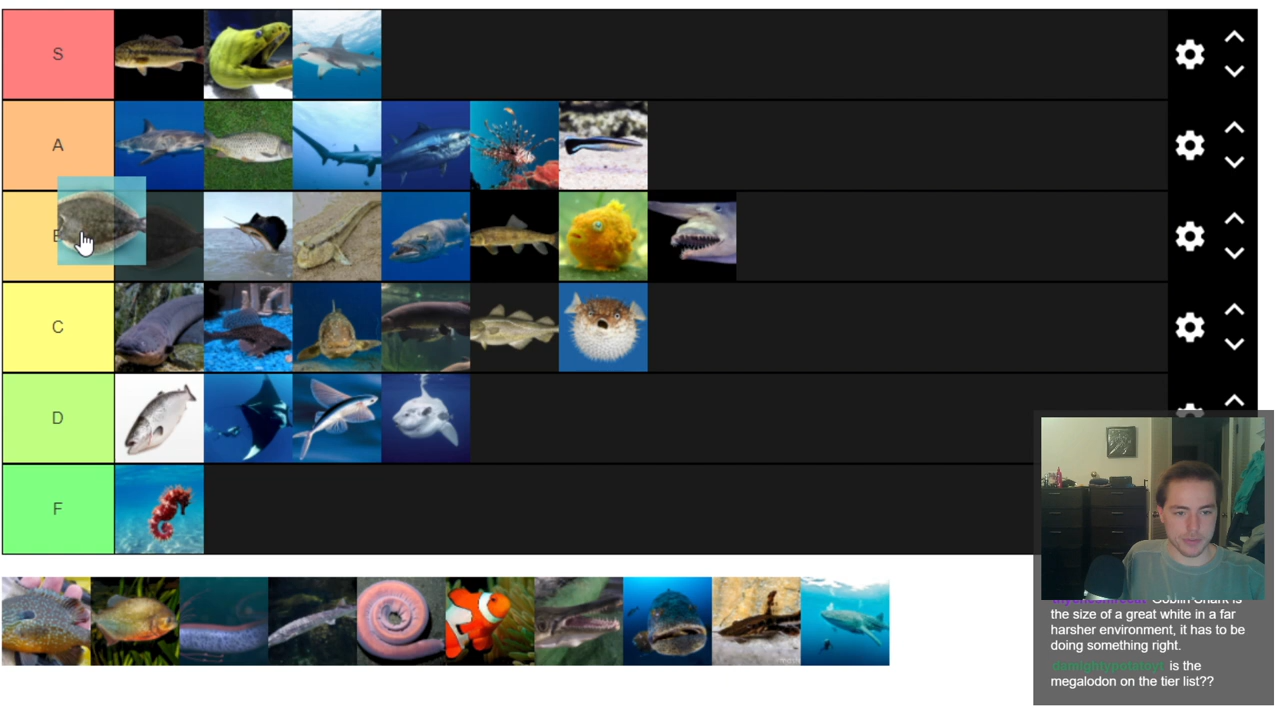 S
A
C
D
F
Goblin Shark is
the size of a great white in a far
harsher environment, it has to be
doing something right.
damightypotatoyt is the
megalodon on the tier list??